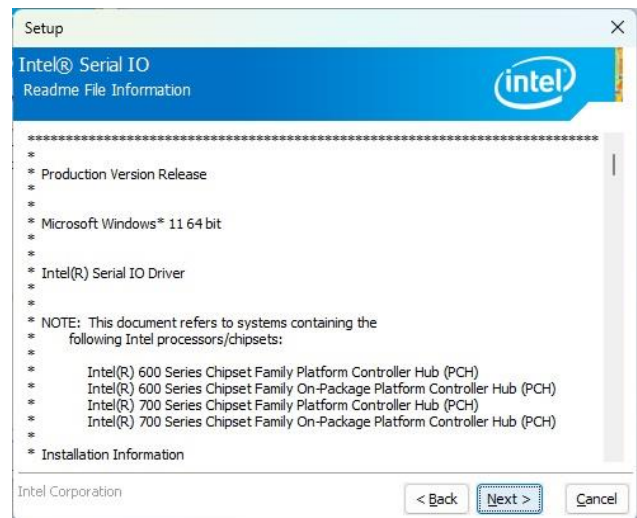 Setup
Intel® Serial IO
Readme File Information
intel
******************************************************************************
*
* Production Version Release
*
*
* Microsoft Windows* 11 64 bit
*
*
* Intel(R) Serial IO Driver
*
*
* NOTE: This document refers to systems containing the
* following Intel processors/chipsets:
*
* Intel(R) 600 Series Chipset Family Platform Controller Hub (PCH)
* Intel(R) 600 Series Chipset Family On-Package Platform Controller Hub (PCH)
* Intel(R) 700 Series Chipset Family Platform Controller Hub (PCH)
* Intel(R) 700 Series Chipset Family On-Package Platform Controller Hub (PCH)
*
* Installation Information
Intel Corporation
< Back
Next >
Cancel